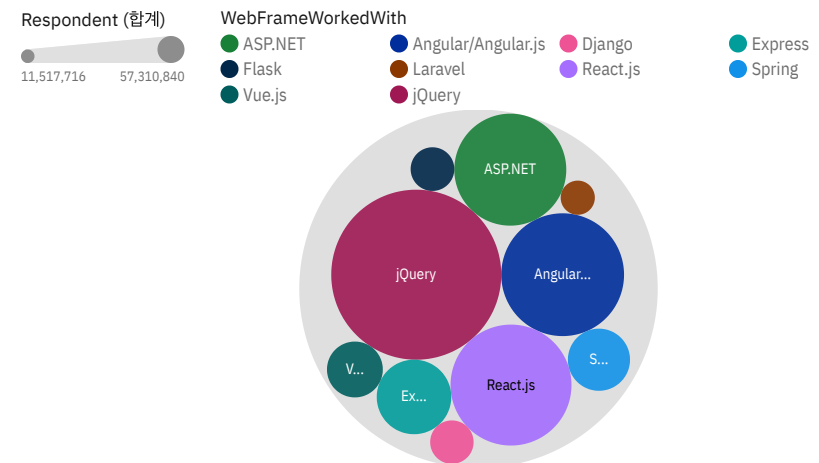 Respondent (합계)
11,517,716 57,310,840
WebFrameWorkedWith
ASP.NET Angular/Angular.js Django Express
Flask Laravel React.js Spring
Vue.js jQuery
ASP.NET
jQuery
Angular...
V...
Ex...
React.js
S...